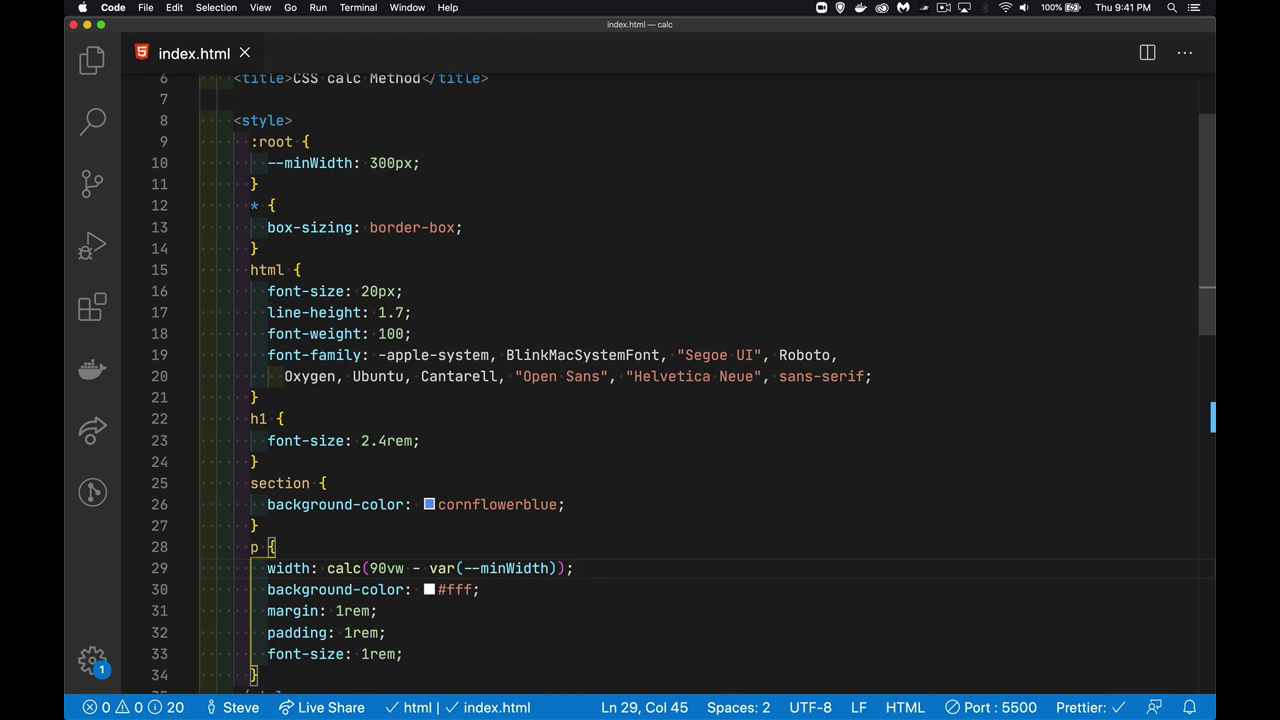 Code File Edit Selection View Go Run Terminal Window Help 100% Thu 9:41 PM
index.html — calc
index.html
6 <title>CSS calc Method</title>
7
8 <style>
9 :root {
10 --minWidth: 300px;
11 }
12 * {
13 box-sizing: border-box;
14 }
15 html {
16 font-size: 20px;
17 line-height: 1.7;
18 font-weight: 100;
19 font-family: -apple-system, BlinkMacSystemFont, "Segoe UI", Roboto,
20 Oxygen, Ubuntu, Cantarell, "Open Sans", "Helvetica Neue", sans-serif;
21 }
22 h1 {
23 font-size: 2.4rem;
24 }
25 section {
26 background-color: cornflowerblue;
27 }
28 p {
29 width: calc(90vw - var(--minWidth));
30 background-color: #fff;
31 margin: 1rem;
32 padding: 1rem;
33 font-size: 1rem;
34 }
1
0 0 20 Steve Live Share html | index.html Ln 29, Col 45 Spaces: 2 UTF-8 LF HTML Port : 5500 Prettier: